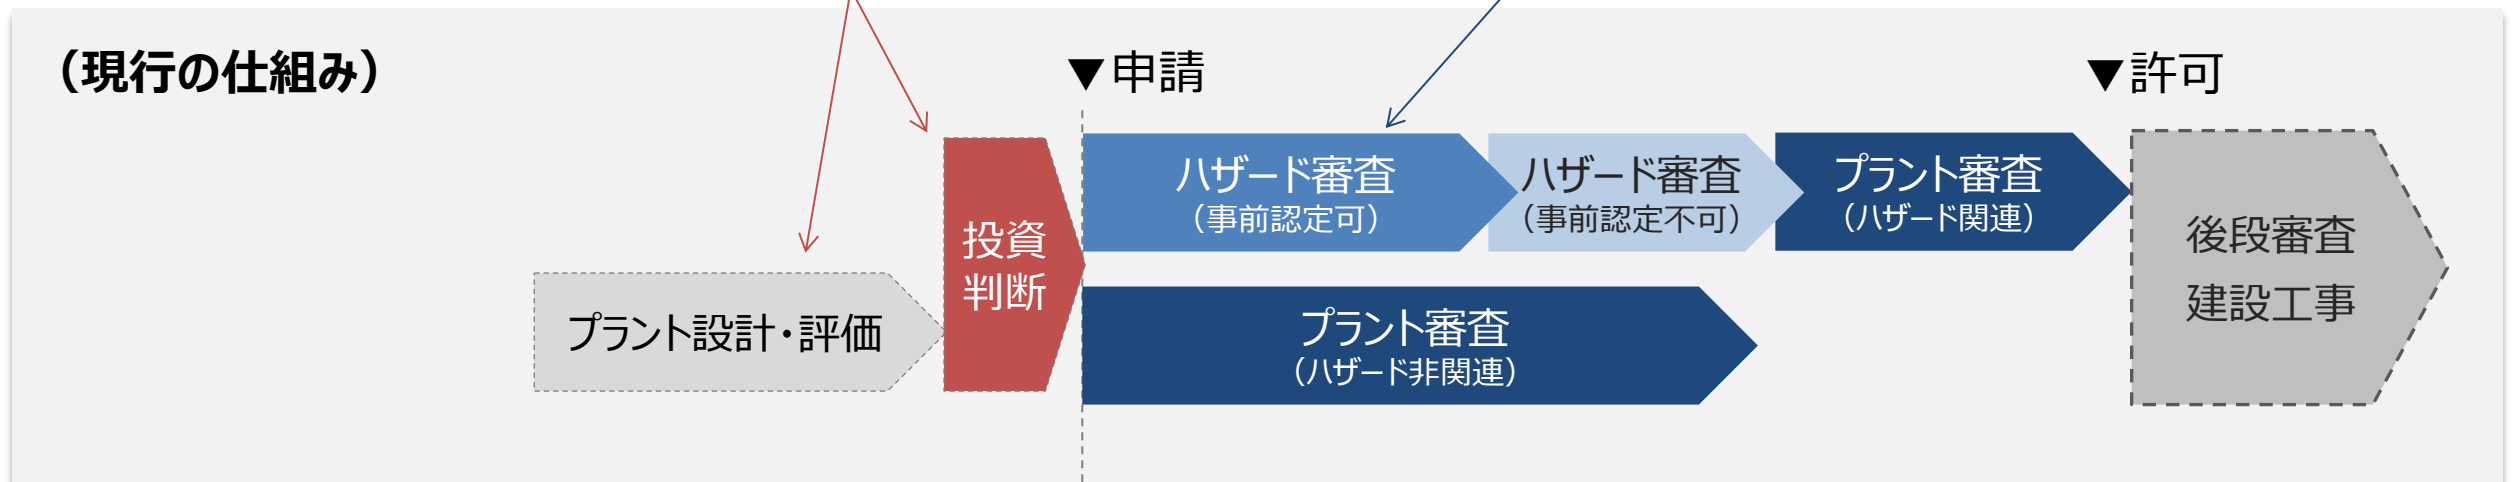 （現行の仕組み）
▼申請
▼許可
プラント設計・評価
投資
判断
ハザード審査
（事前認定可）
ハザード審査
（事前認定不可）
プラント審査
（ハザード関連）
プラント審査
（ハザード非関連）
後段審査
建設工事